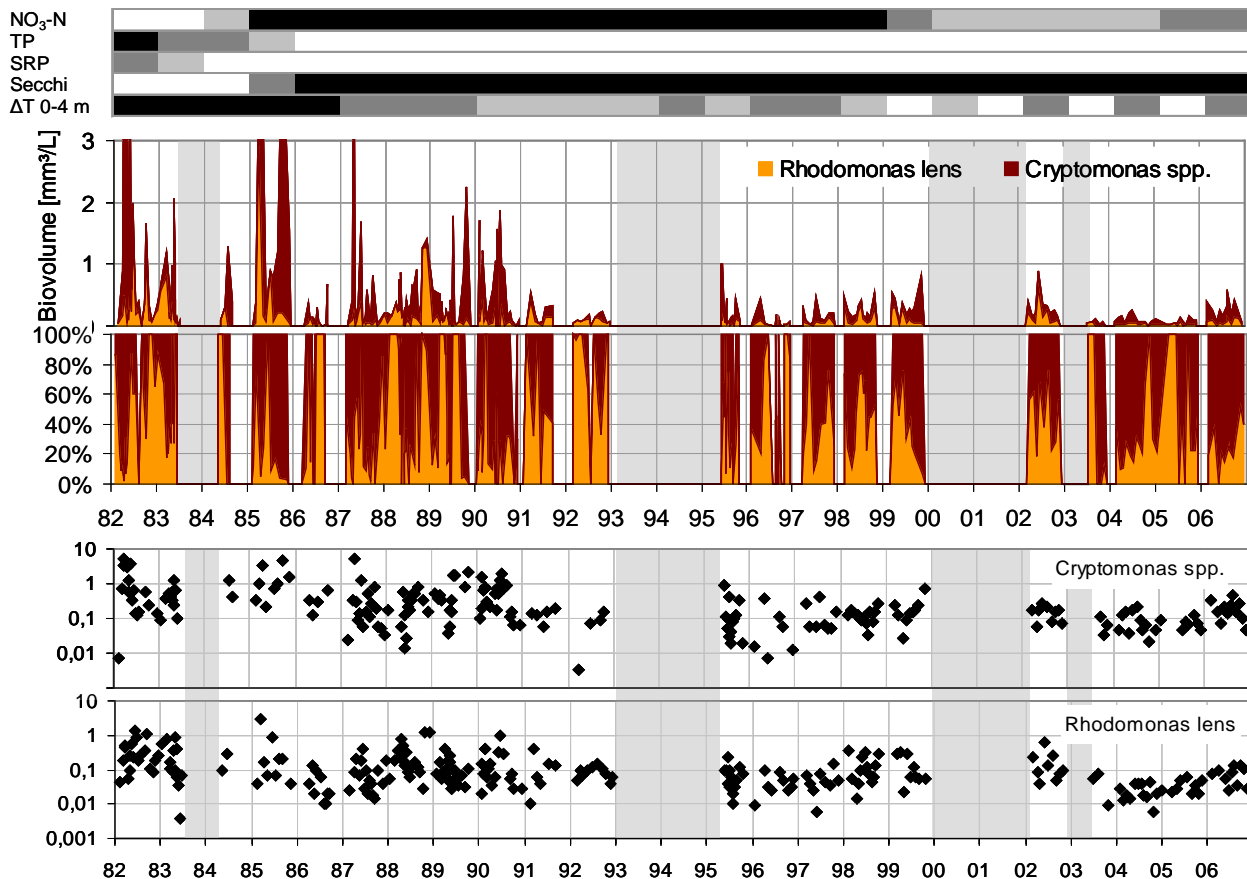 NO₃-N
TP
SRP
Secchi
ΔT 0-4 m
Biovolume [mm³/L]
3
2
1
Rhodomonas lens
Cryptomonas spp.
100%
80%
60%
40%
20%
0%
82 83 84 85 86 87 88 89 90 91 92 93 94 95 96 97 98 99 00 01 02 03 04 05 06
10
1
0,1
0,01
Cryptomonas spp.
10
1
0,1
0,01
0,001
Rhodomonas lens
82 83 84 85 86 87 88 89 90 91 92 93 94 95 96 97 98 99 00 01 02 03 04 05 06